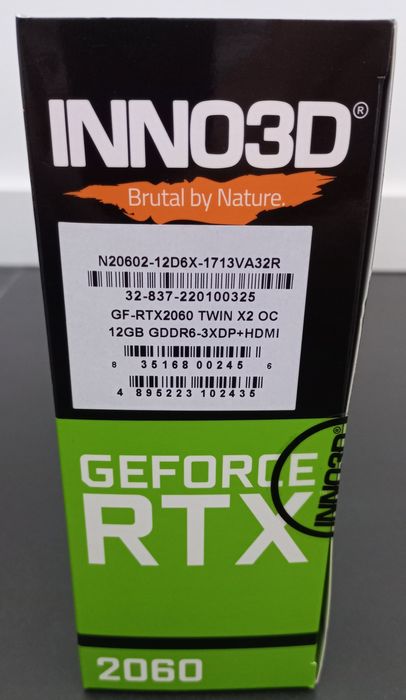 INNO3D®
Brutal by Nature.
N20602-12D6X-1713VA32R
32-837-220100325
GF-RTX2060 TWIN X2 OC
12GB GDDR6-3XDP+HDMI
8 35168 00245 6
4 895223 102435
GEFORCE
RTX
INNO3D®
2060